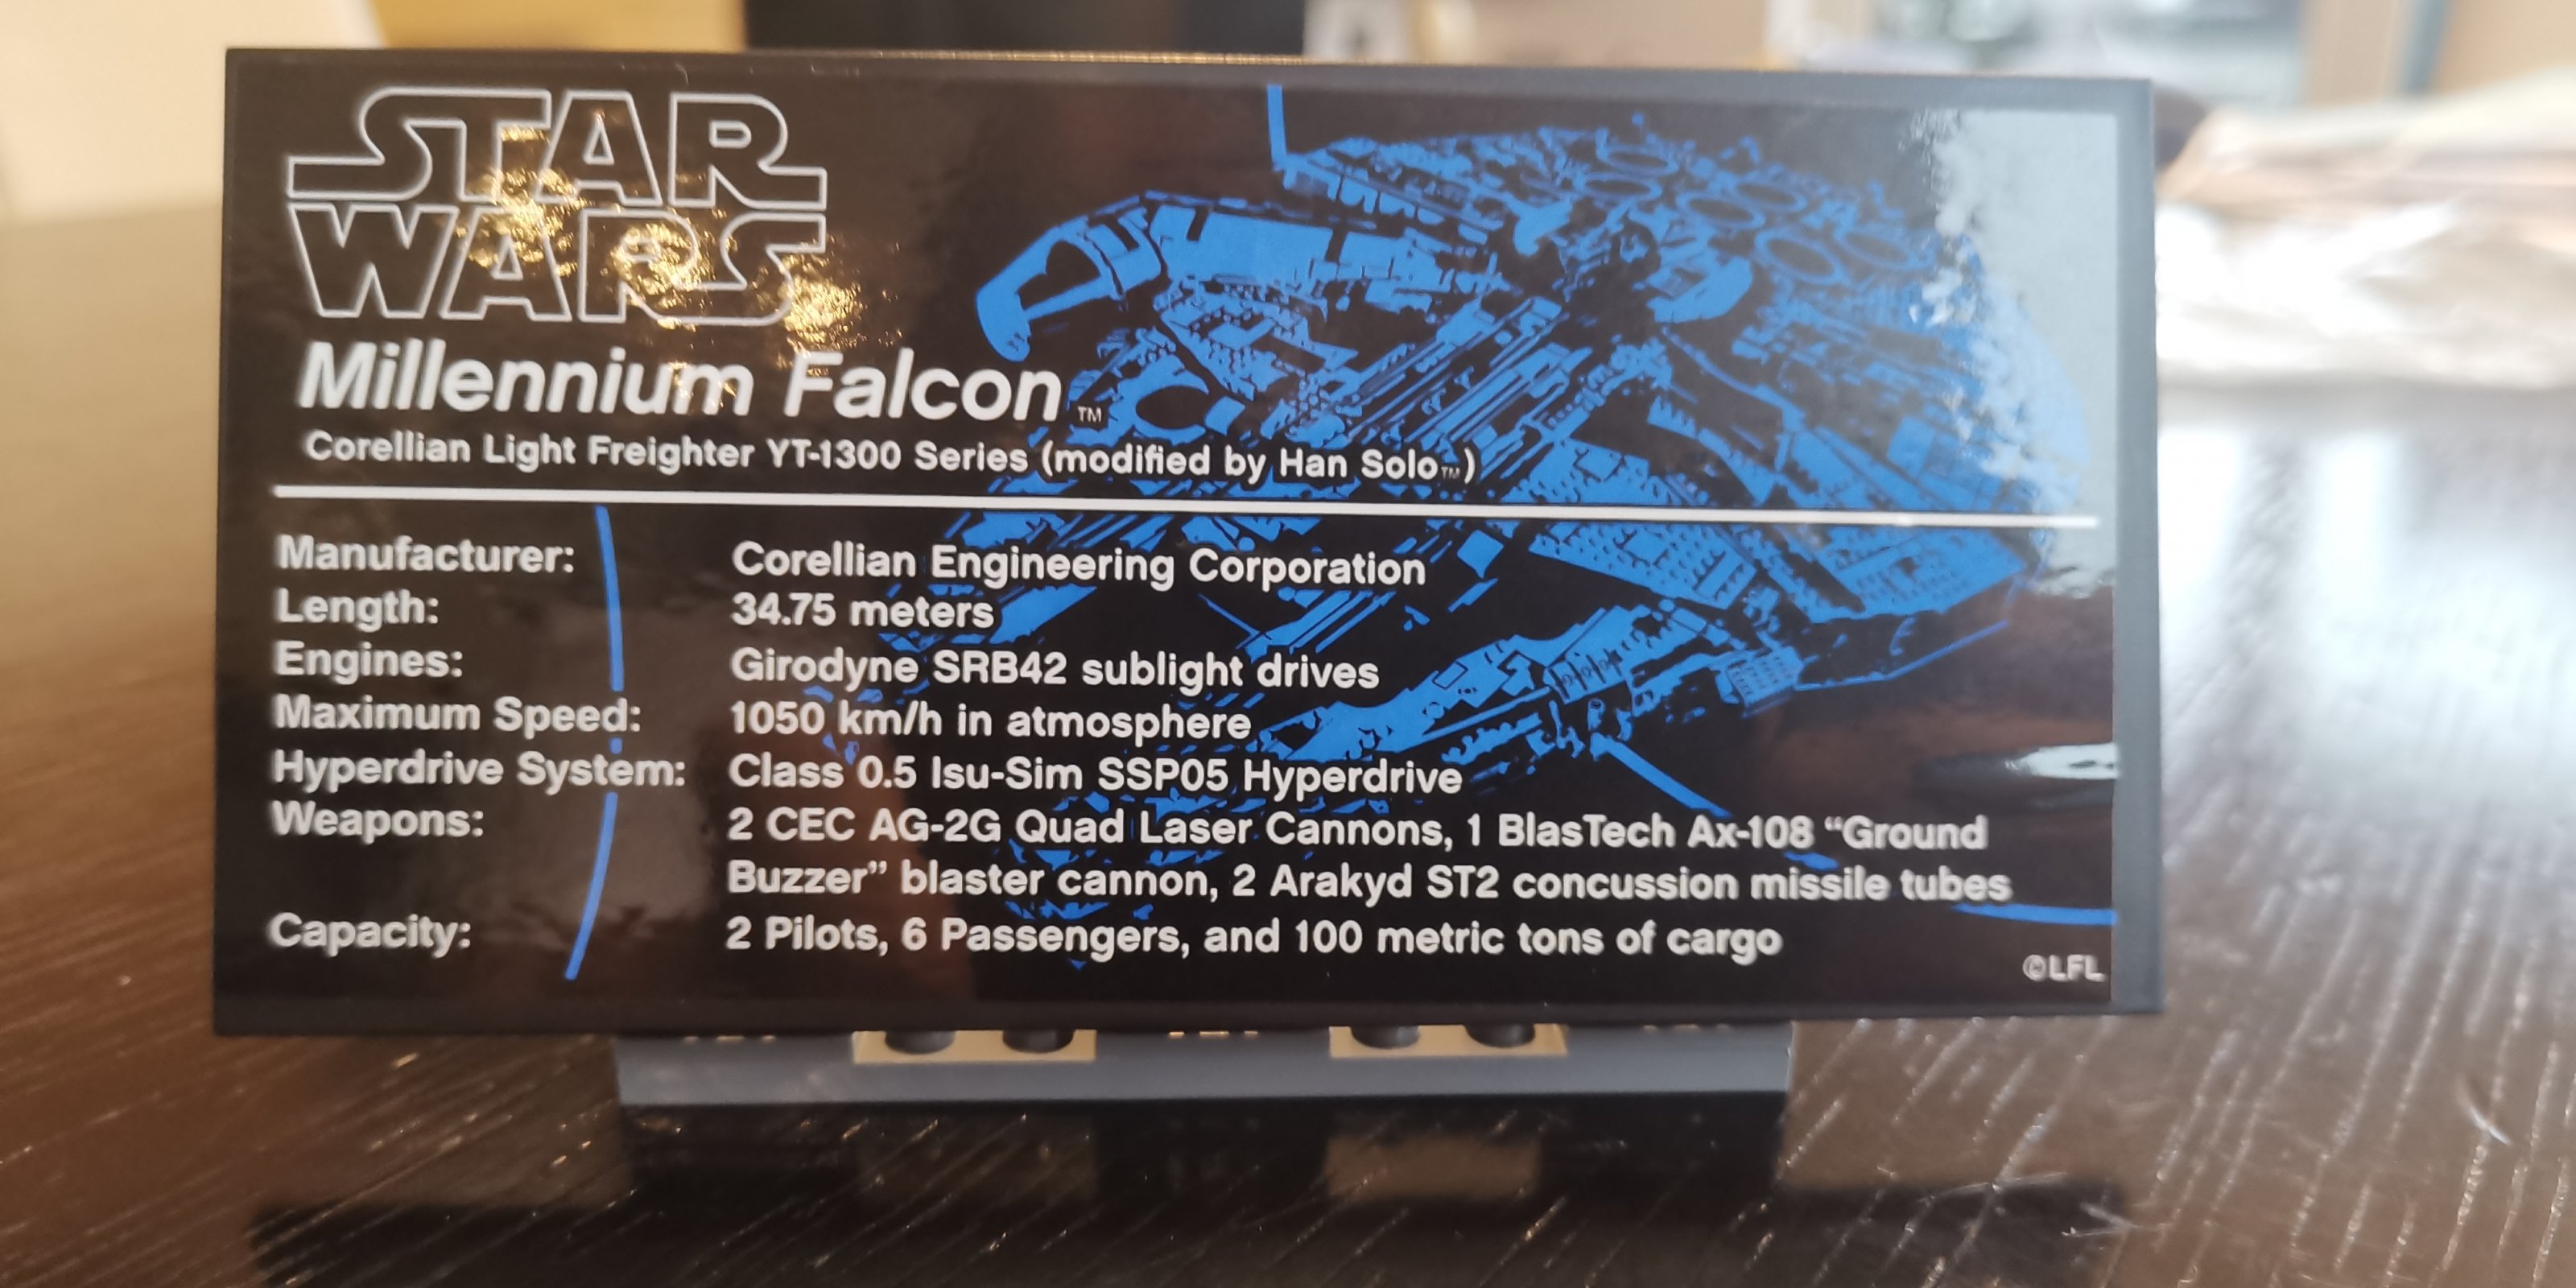 STAR
WARS
Millennium Falcon™
Corellian Light Freighter YT-1300 Series (modified by Han Solo™)
Manufacturer: Corellian Engineering Corporation
Length: 34.75 meters
Engines: Girodyne SRB42 sublight drives
Maximum Speed: 1050 km/h in atmosphere
Hyperdrive System: Class 0.5 Isu-Sim SSP05 Hyperdrive
Weapons: 2 CEC AG-2G Quad Laser Cannons, 1 BlasTech Ax-108 “Ground
Buzzer” blaster cannon, 2 Arakyd ST2 concussion missile tubes
Capacity: 2 Pilots, 6 Passengers, and 100 metric tons of cargo
©LFL